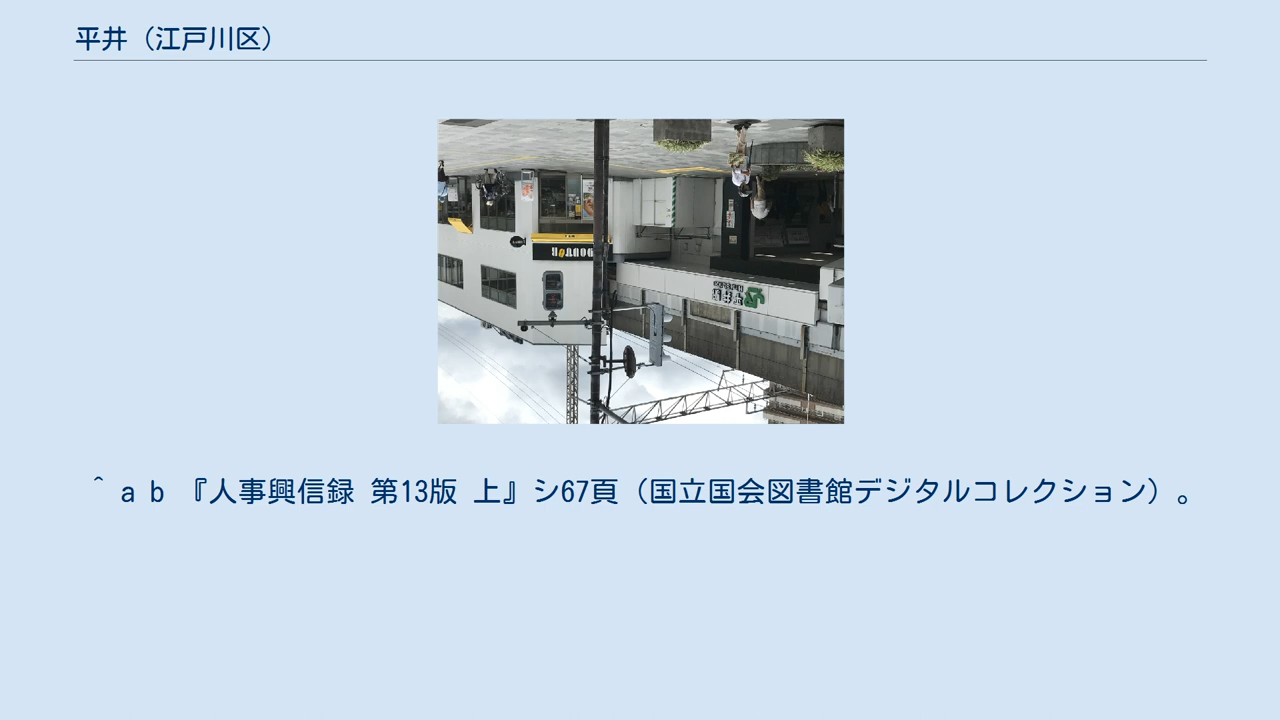 平井（江戸川区）
^ a b 『人事興信録 第13版 上』シ67頁（国立国会図書館デジタルコレクション）。